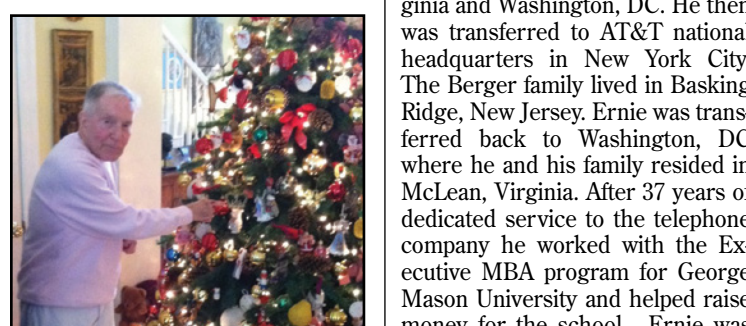 ginia and Washington, DC. He then
was transferred to AT&T national
headquarters in New York City.
The Berger family lived in Basking
Ridge, New Jersey. Ernie was trans-
ferred back to Washington, DC
where he and his family resided in
McLean, Virginia. After 37 years of
dedicated service to the telephone
company he worked with the Ex-
ecutive MBA program for George
Mason University and helped raise
money for the school. Ernie was